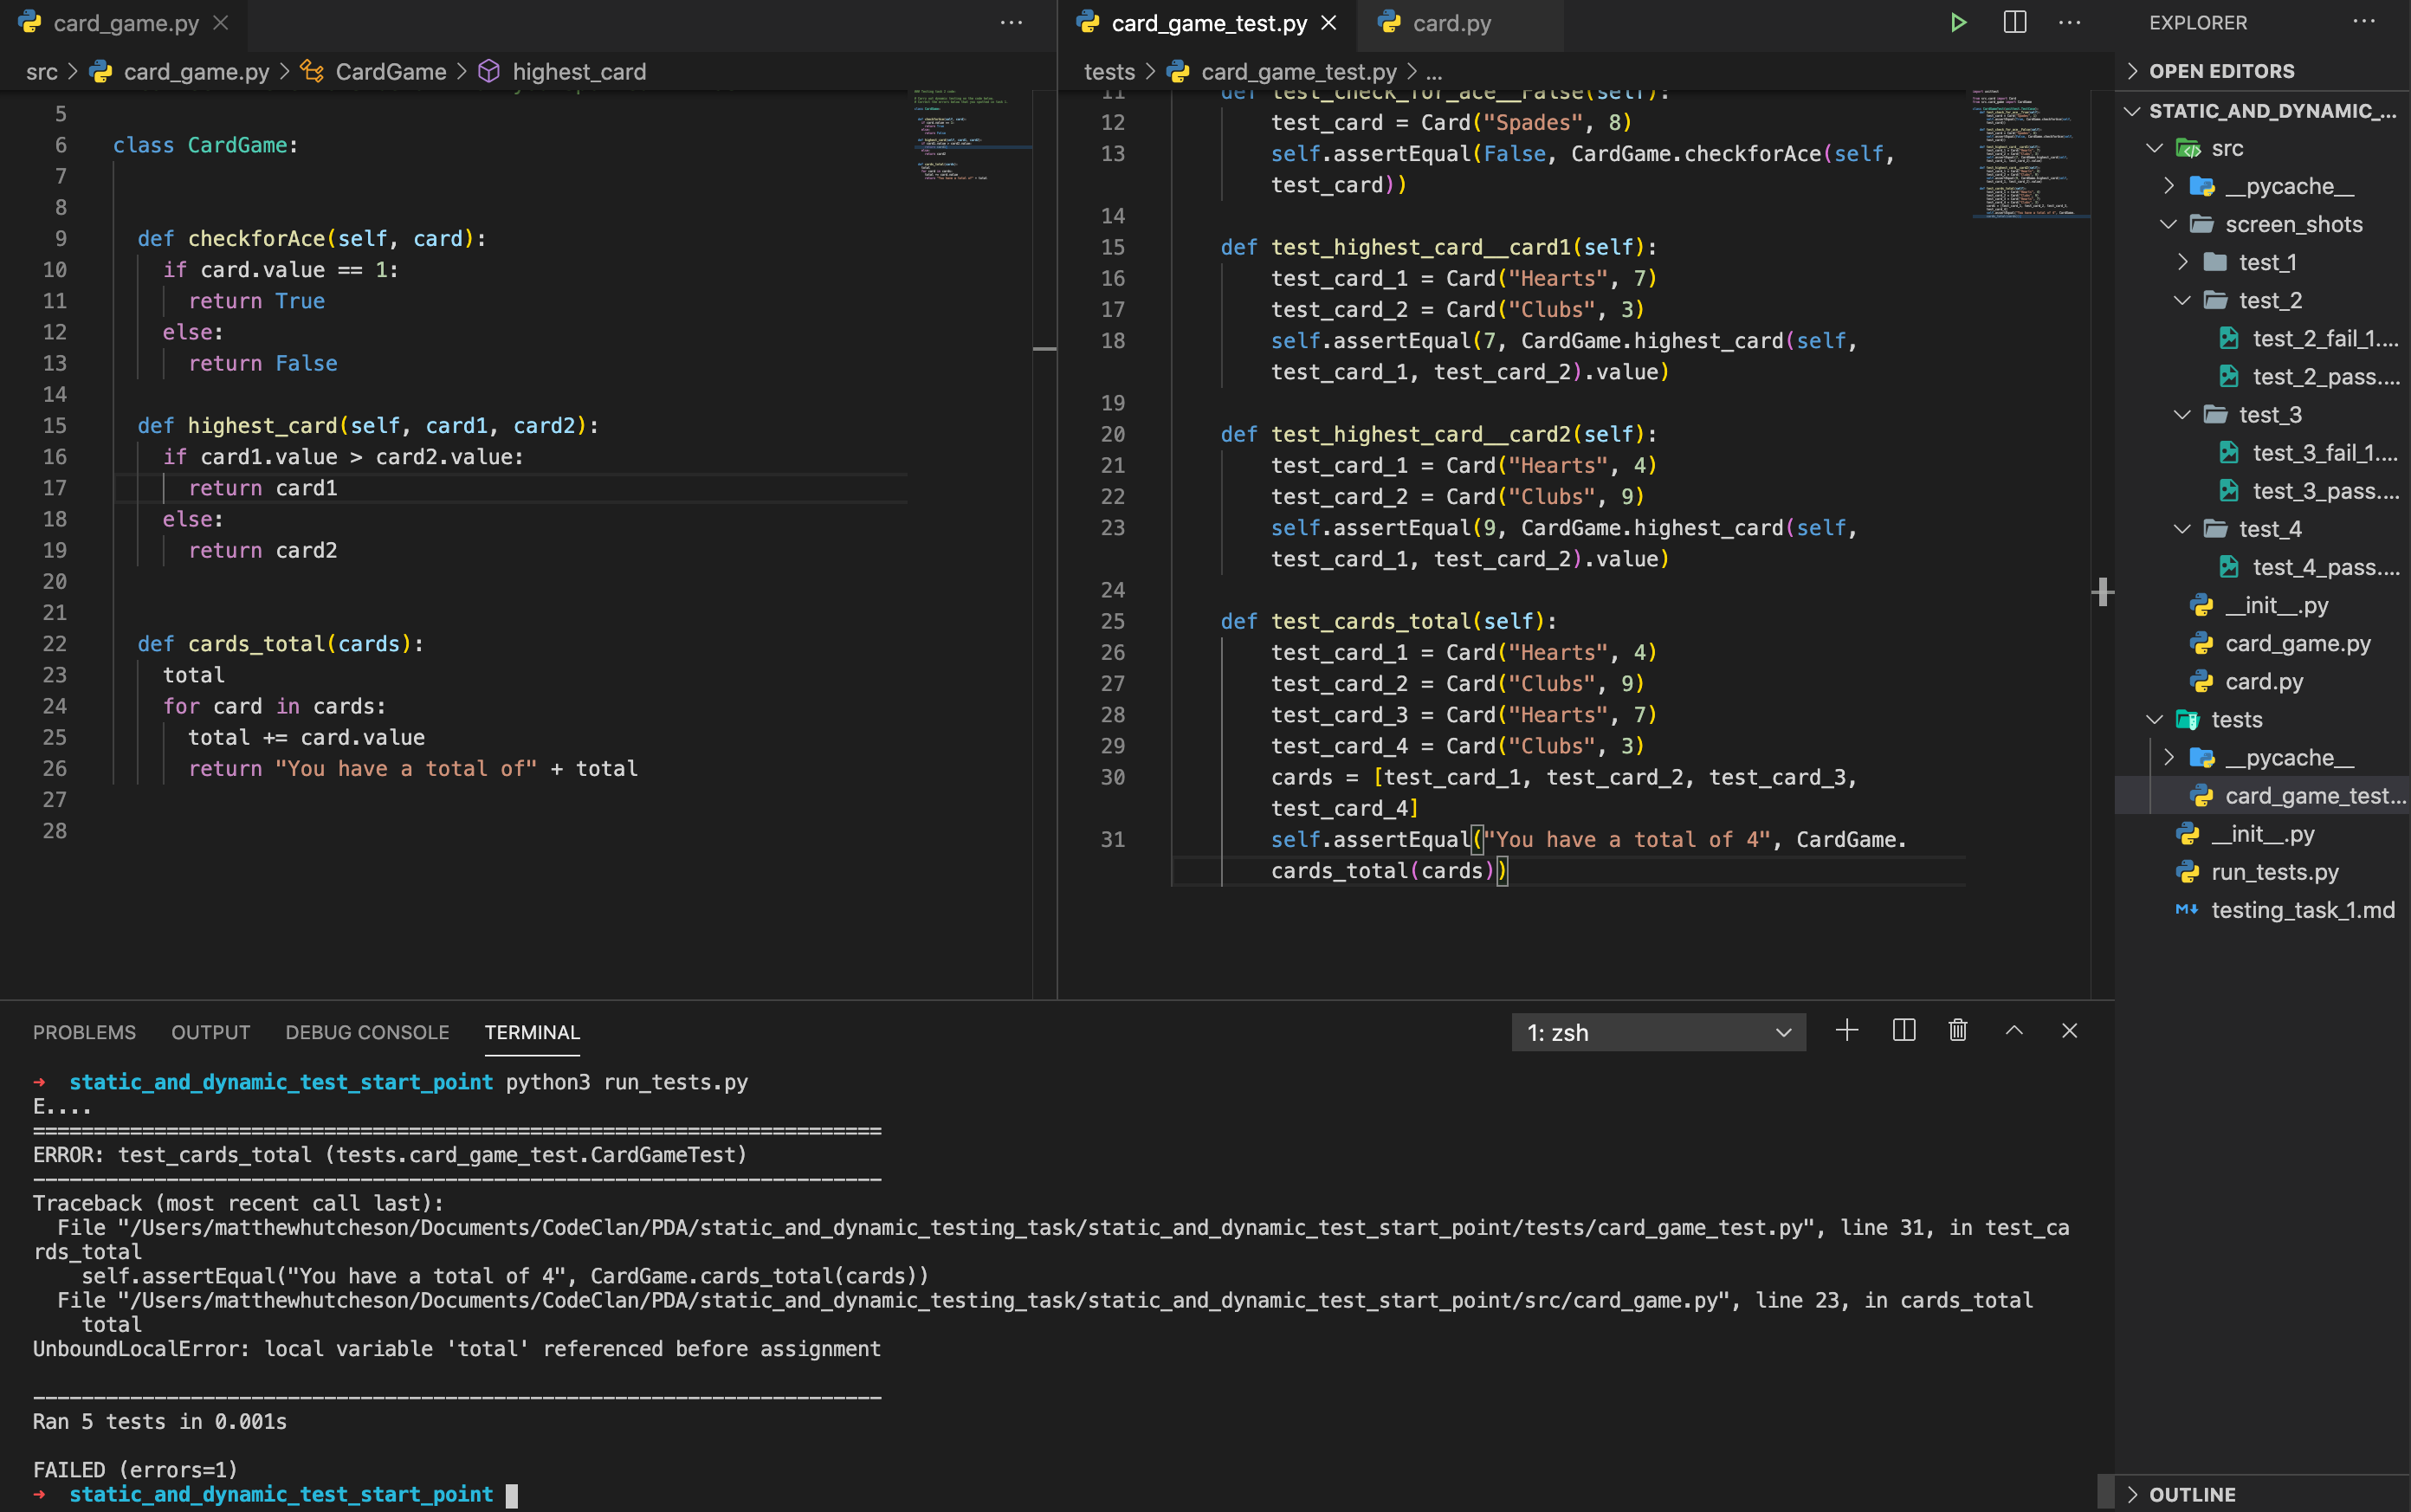 card_game.py
src > card_game.py > CardGame > highest_card
5
6 class CardGame:
7
8
9 def checkforAce(self, card):
10 if card.value == 1:
11 return True
12 else:
13 return False
14
15 def highest_card(self, card1, card2):
16 if card1.value > card2.value:
17 return card1
18 else:
19 return card2
20
21
22 def cards_total(cards):
23 total
24 for card in cards:
25 total += card.value
26 return "You have a total of" + total
27
28
card_game_test.py card.py
tests > card_game_test.py > ...
11 def test_check_for_ace__False(self):
12 test_card = Card("Spades", 8)
13 self.assertEqual(False, CardGame.checkforAce(self,
test_card))
14
15 def test_highest_card__card1(self):
16 test_card_1 = Card("Hearts", 7)
17 test_card_2 = Card("Clubs", 3)
18 self.assertEqual(7, CardGame.highest_card(self,
test_card_1, test_card_2).value)
19
20 def test_highest_card__card2(self):
21 test_card_1 = Card("Hearts", 4)
22 test_card_2 = Card("Clubs", 9)
23 self.assertEqual(9, CardGame.highest_card(self,
test_card_1, test_card_2).value)
24
25 def test_cards_total(self):
26 test_card_1 = Card("Hearts", 4)
27 test_card_2 = Card("Clubs", 9)
28 test_card_3 = Card("Hearts", 7)
29 test_card_4 = Card("Clubs", 3)
30 cards = [test_card_1, test_card_2, test_card_3,
test_card_4]
31 self.assertEqual("You have a total of 4", CardGame.
cards_total(cards))
EXPLORER
OPEN EDITORS
STATIC_AND_DYNAMIC_...
src
__pycache__
screen_shots
test_1
test_2
test_2_fail_1....
test_2_pass....
test_3
test_3_fail_1....
test_3_pass....
test_4
test_4_pass....
__init__.py
card_game.py
card.py
tests
__pycache__
card_game_test...
__init__.py
run_tests.py
testing_task_1.md
OUTLINE
PROBLEMS OUTPUT DEBUG CONSOLE TERMINAL
1: zsh
→ static_and_dynamic_test_start_point python3 run_tests.py
E....
======================================================================
ERROR: test_cards_total (tests.card_game_test.CardGameTest)
----------------------------------------------------------------------
Traceback (most recent call last):
File "/Users/matthewhutcheson/Documents/CodeClan/PDA/static_and_dynamic_testing_task/static_and_dynamic_test_start_point/tests/card_game_test.py", line 31, in test_ca
rds_total
self.assertEqual("You have a total of 4", CardGame.cards_total(cards))
File "/Users/matthewhutcheson/Documents/CodeClan/PDA/static_and_dynamic_testing_task/static_and_dynamic_test_start_point/src/card_game.py", line 23, in cards_total
total
UnboundLocalError: local variable 'total' referenced before assignment
----------------------------------------------------------------------
Ran 5 tests in 0.001s
FAILED (errors=1)
→ static_and_dynamic_test_start_point